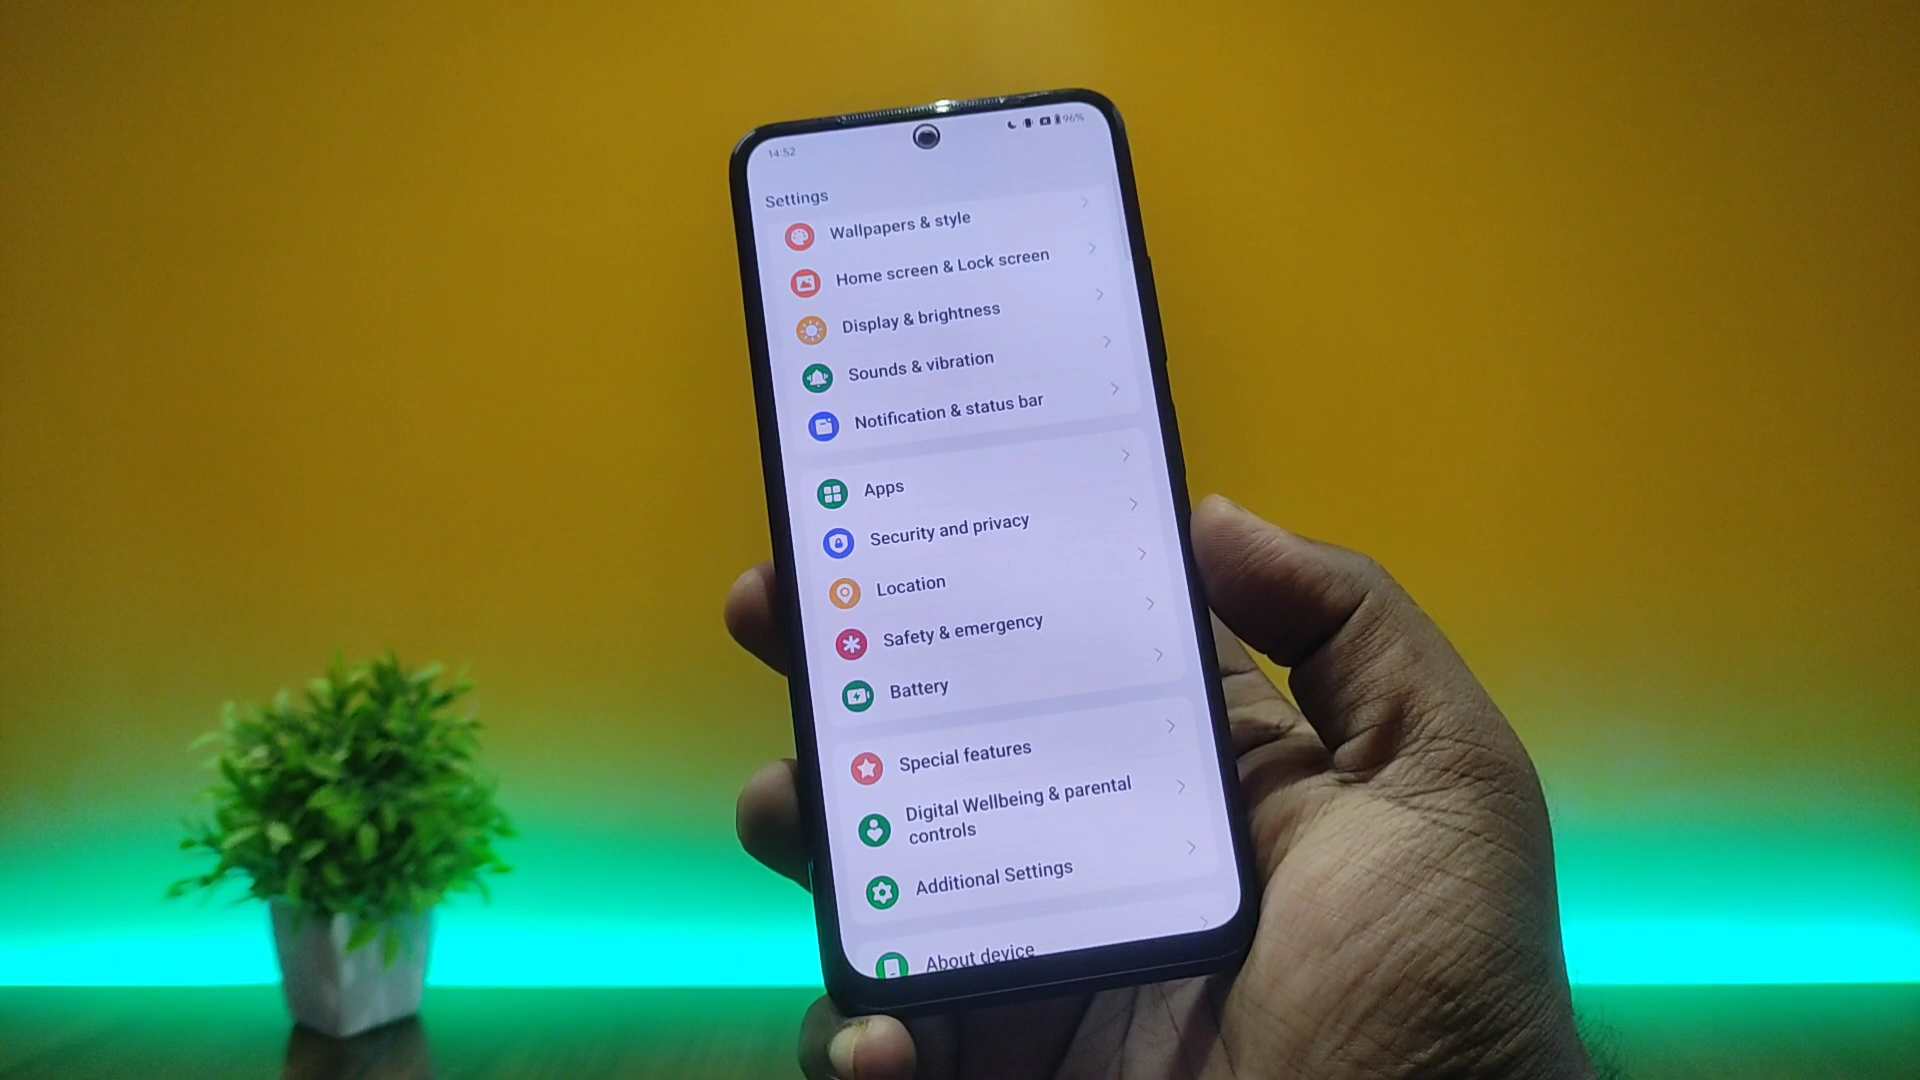 14:52
96%
Settings
Wallpapers & style
Home screen & Lock screen
Display & brightness
Sounds & vibration
Notification & status bar
Apps
Security and privacy
Location
Safety & emergency
Battery
Special features
Digital Wellbeing & parental
controls
Additional Settings
About device